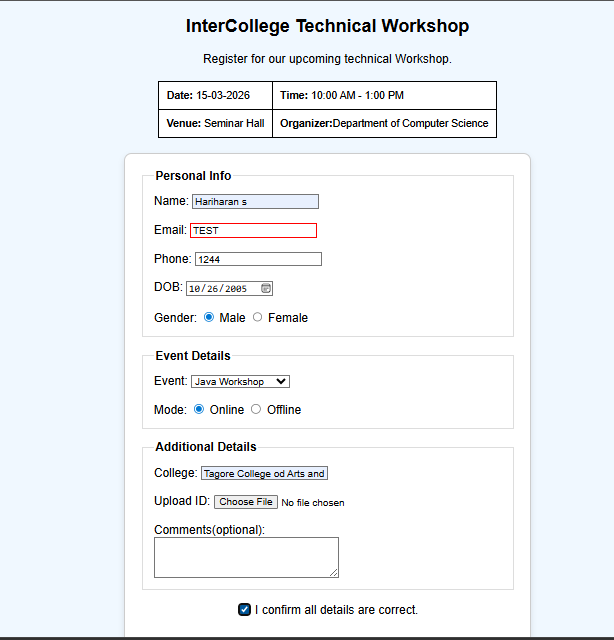 InterCollege Technical Workshop
Register for our upcoming technical Workshop.
Date: 15-03-2026 Time: 10:00 AM - 1:00 PM
Venue: Seminar Hall Organizer:Department of Computer Science
Personal Info
Name: Hariharan s
Email: TEST
Phone: 1244
DOB: 10/26/2005
Gender: Male Female
Event Details
Event: Java Workshop
Mode: Online Offline
Additional Details
College: Tagore College od Arts and
Upload ID: Choose File No file chosen
Comments(optional):
I confirm all details are correct.